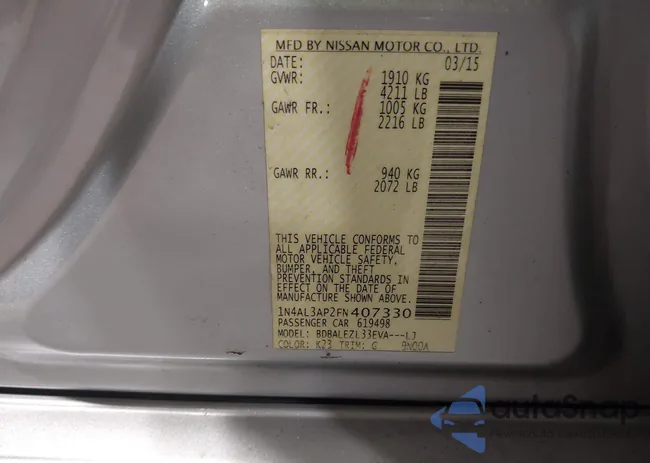 MFD BY NISSAN MOTOR CO., LTD.
DATE: 03/15
GVWR: 1910 KG
4211 LB
GAWR FR.: 1005 KG
2216 LB
GAWR RR.: 940 KG
2072 LB
THIS VEHICLE CONFORMS TO
ALL APPLICABLE FEDERAL
MOTOR VEHICLE SAFETY,
BUMPER, AND THEFT
PREVENTION STANDARDS IN
EFFECT ON THE DATE OF
MANUFACTURE SHOWN ABOVE.
1N4AL3AP2FN407330
PASSENGER CAR 619498
MODEL: BDBALEZL33EVA---LJ
COLOR: K23 TRIM: G 9N00A
autoSnap